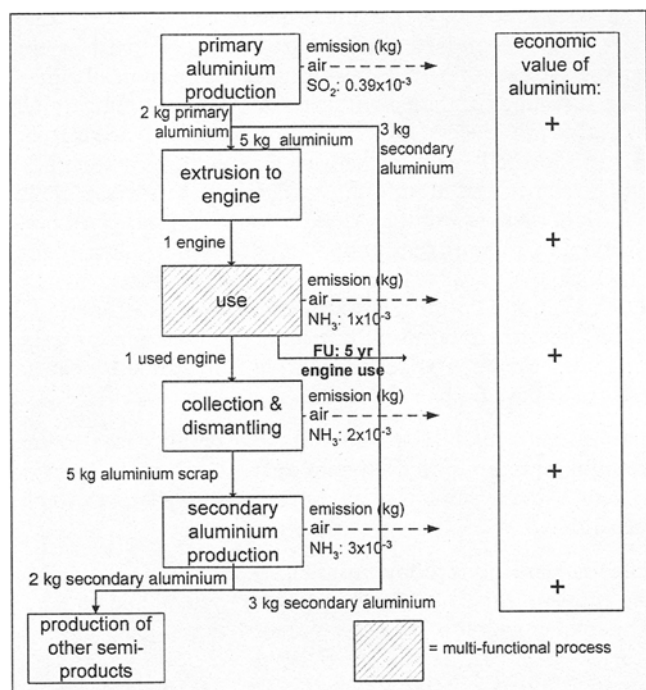 primary
aluminium
production
emission (kg)
air
SO₂: 0.39x10⁻³
economic
value of
aluminium:
2 kg primary
aluminium
5 kg aluminium
3 kg
secondary
aluminium
+
extrusion to
engine
1 engine
+
use
emission (kg)
air
NH₃: 1x10⁻³
1 used engine
FU: 5 yr
engine use
+
collection &
dismantling
emission (kg)
air
NH₃: 2x10⁻³
5 kg aluminium scrap
+
secondary
aluminium
production
emission (kg)
air
NH₃: 3x10⁻³
2 kg secondary aluminium
3 kg secondary aluminium
+
production of
other semi-
products
= multi-functional process